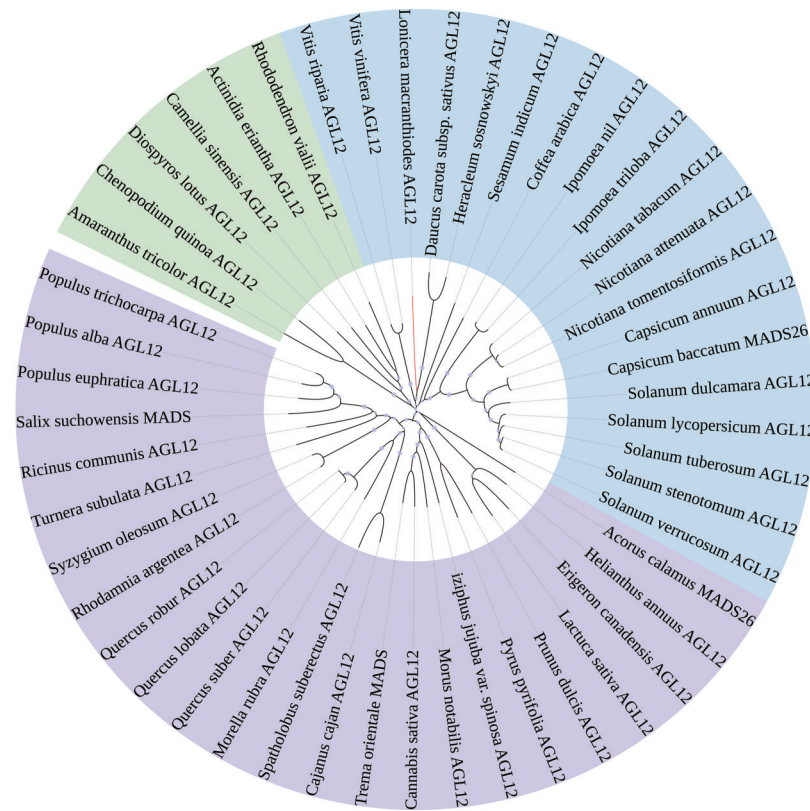 Amaranthus tricolor AGL12
Chenopodium quinoa AGL12
Diospyros lotus AGL12
Camellia sinensis AGL12
Actinidia eriantha AGL12
Rhododendron vialii AGL12
Vitis riparia AGL12
Vitis vinifera AGL12
Lonicera macranthiodes AGL12
Daucus carota subsp. sativus AGL12
Heracleum sosnowskyi AGL12
Sesamum indicum AGL12
Coffea arabica AGL12
Ipomoea nil AGL12
Ipomoea triloba AGL12
Nicotiana tabacum AGL12
Nicotiana attenuata AGL12
Nicotiana tomentosiformis AGL12
Capsicum annuum AGL12
Capsicum baccatum MADS26
Solanum dulcamara AGL12
Solanum lycopersicum AGL12
Solanum tuberosum AGL12
Solanum stenotomum AGL12
Solanum verrucosum AGL12
Acorus calamus MADS26
Helianthus annuus AGL12
Erigeron canadensis AGL12
Lactuca sativa AGL12
Prunus dulcis AGL12
Pyrus pyrifolia AGL12
iziphus jujuba var. spinosa AGL12
Morus notabilis AGL12
Cannabis sativa AGL12
Trema orientale MADS
Cajanus cajan AGL12
Spatholobus suberectus AGL12
Morella rubra AGL12
Quercus suber AGL12
Quercus lobata AGL12
Quercus robur AGL12
Rhodamnia argentea AGL12
Syzygium oleosum AGL12
Turnera subulata AGL12
Ricinus communis AGL12
Salix suchowensis MADS
Populus euphratica AGL12
Populus alba AGL12
Populus trichocarpa AGL12